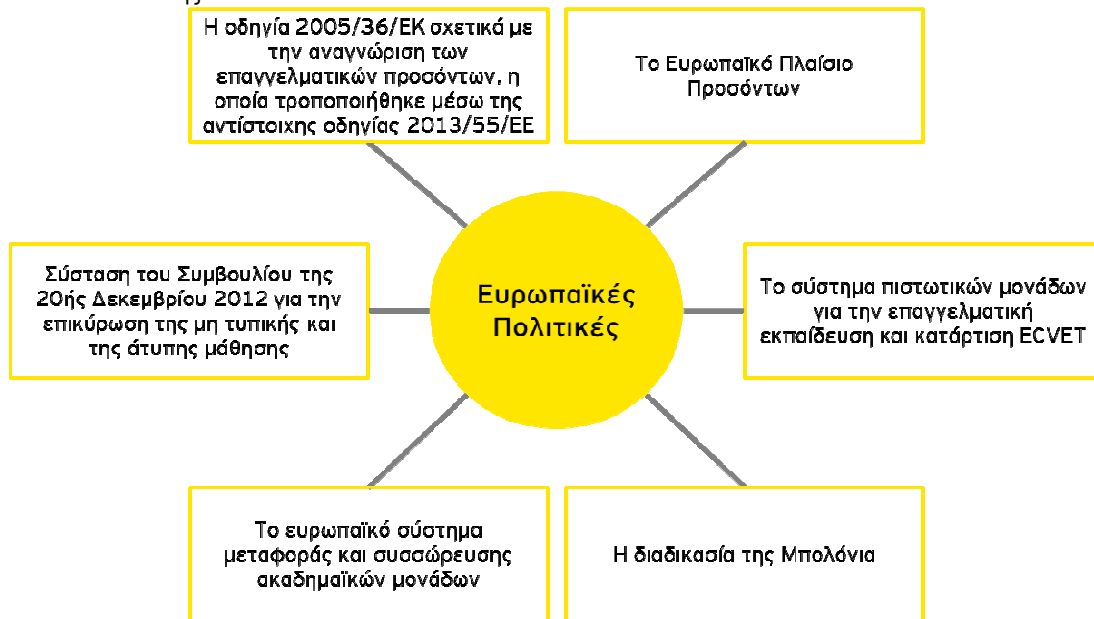 Η οδηγία 2005/36/ΕΚ σχετικά με
την αναγνώριση των
επαγγελματικών προσόντων, η
οποία τροποποιήθηκε μέσω της
αντίστοιχης οδηγίας 2013/55/ΕΕ
Το Ευρωπαϊκό Πλαίσιο
Προσόντων
Σύσταση του Συμβουλίου της
20ής Δεκεμβρίου 2012 για την
επικύρωση της μη τυπικής και
της άτυπης μάθησης
Ευρωπαϊκές
Πολιτικές
Το σύστημα πιστωτικών μονάδων
για την επαγγελματική
εκπαίδευση και κατάρτιση ECVET
Το ευρωπαϊκό σύστημα
μεταφοράς και συσσώρευσης
ακαδημαϊκών μονάδων
Η διαδικασία της Μπολόνια